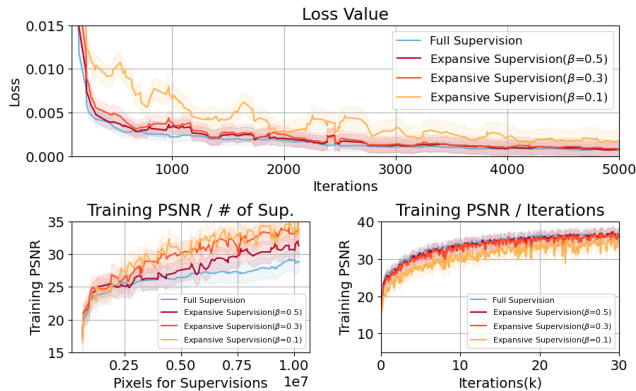 Loss Value
0.015
0.010
0.005
0.000
Loss
Full Supervision
Expansive Supervision(β=0.5)
Expansive Supervision(β=0.3)
Expansive Supervision(β=0.1)
1000 2000 3000 4000 5000
Iterations
Training PSNR / # of Sup.
35
30
25
20
15
Training PSNR
Full Supervision
Expansive Supervision(β=0.5)
Expansive Supervision(β=0.3)
Expansive Supervision(β=0.1)
0.25 0.50 0.75 1.00
1e7
Pixels for Supervisions
Training PSNR / Iterations
40
30
20
10
0
Training PSNR
Full Supervision
Expansive Supervision(β=0.5)
Expansive Supervision(β=0.3)
Expansive Supervision(β=0.1)
0 10 20 30
Iterations(k)